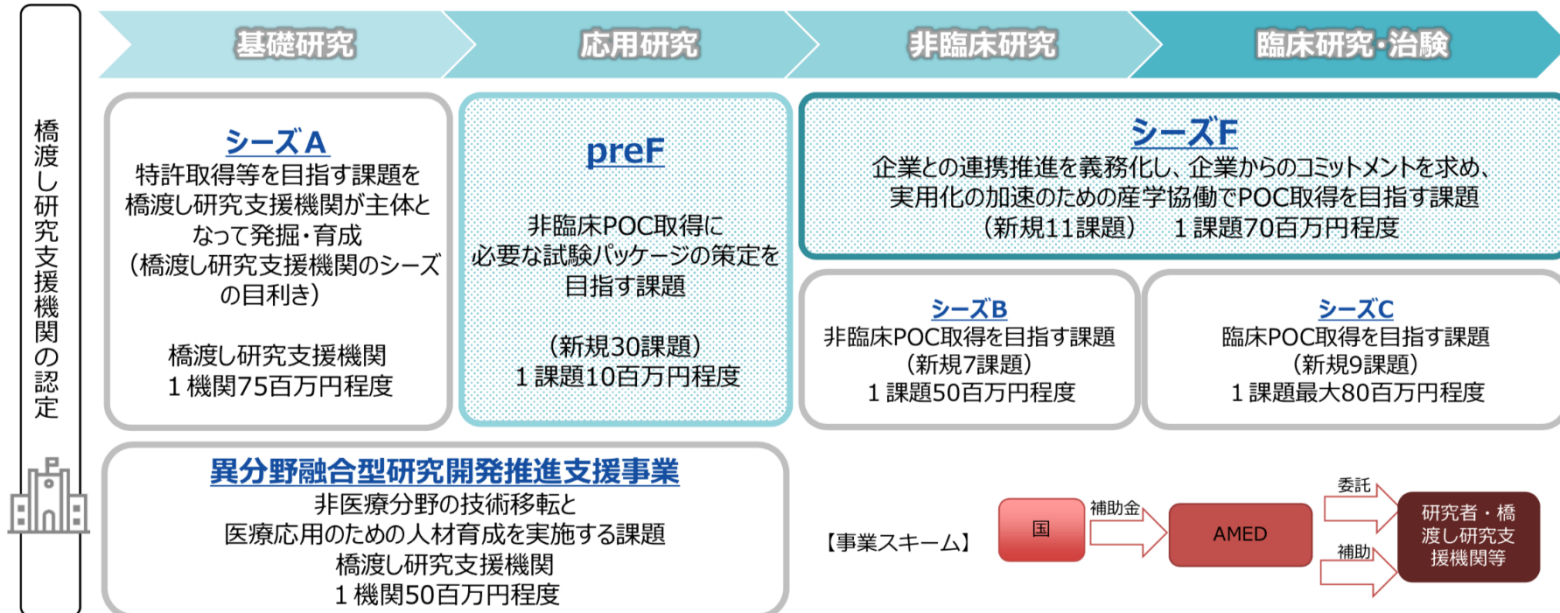 橋渡し研究支援機関の認定
基礎研究
応用研究
非臨床研究
臨床研究・治験
シーズA
特許取得等を目指す課題を
橋渡し研究支援機関が主体と
なって発掘・育成
（橋渡し研究支援機関のシーズ
の目利き）
橋渡し研究支援機関
１機関75百万円程度
preF
非臨床POC取得に
必要な試験パッケージの策定を
目指す課題
（新規30課題）
１課題10百万円程度
シーズF
企業との連携推進を義務化し、企業からのコミットメントを求め、
実用化の加速のための産学協働でPOC取得を目指す課題
（新規11課題）　１課題70百万円程度
シーズB
非臨床POC取得を目指す課題
（新規7課題）
１課題50百万円程度
シーズC
臨床POC取得を目指す課題
（新規9課題）
１課題最大80百万円程度
異分野融合型研究開発推進支援事業
非医療分野の技術移転と
医療応用のための人材育成を実施する課題
橋渡し研究支援機関
１機関50百万円程度
【事業スキーム】
国
補助金
AMED
委託
補助
研究者・橋
渡し研究支
援機関等